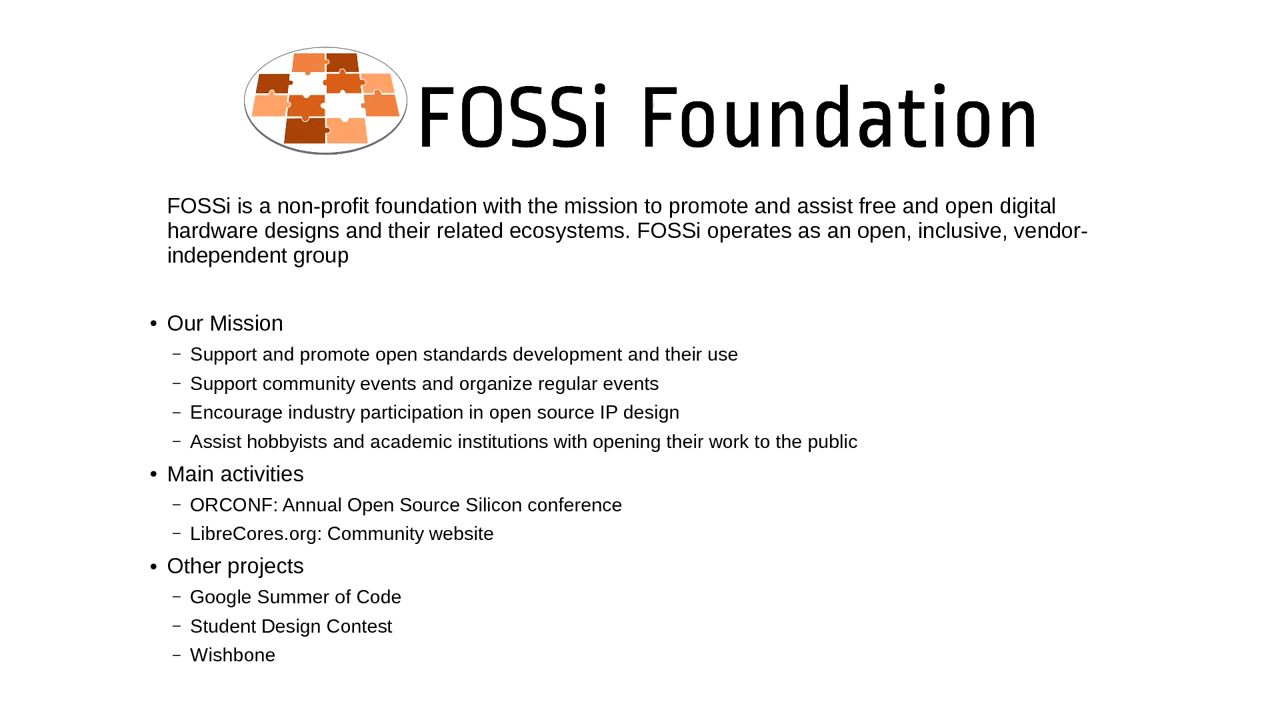 FOSSi Foundation
FOSSi is a non-profit foundation with the mission to promote and assist free and open digital
hardware designs and their related ecosystems. FOSSi operates as an open, inclusive, vendor-
independent group
• Our Mission
– Support and promote open standards development and their use
– Support community events and organize regular events
– Encourage industry participation in open source IP design
– Assist hobbyists and academic institutions with opening their work to the public
• Main activities
– ORCONF: Annual Open Source Silicon conference
– LibreCores.org: Community website
• Other projects
– Google Summer of Code
– Student Design Contest
– Wishbone